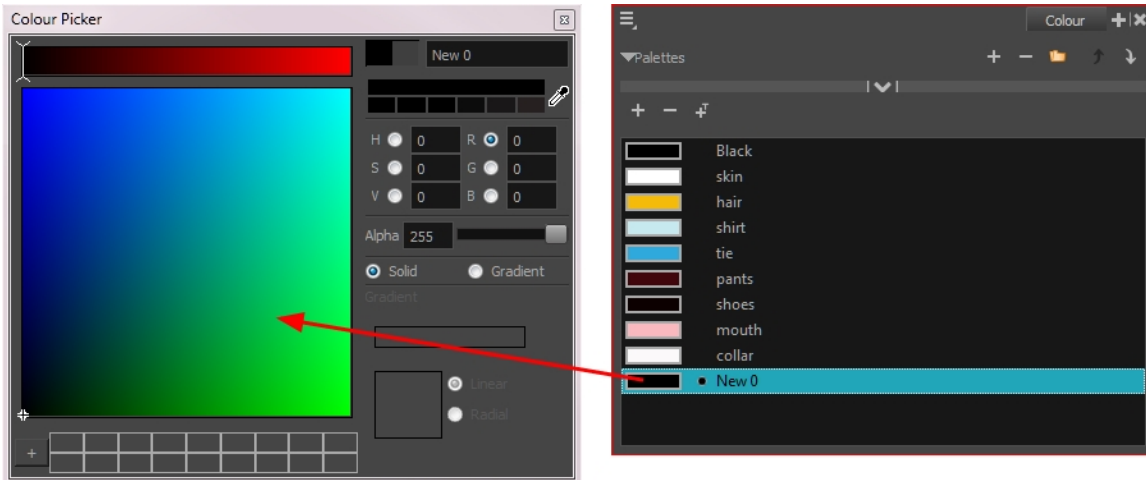 Colour Picker
New 0
H 0 R 0
S 0 G 0
V 0 B 0
Alpha 255
Solid Gradient
Gradient
Linear
Radial
+
Colour
Palettes
Black
skin
hair
shirt
tie
pants
shoes
mouth
collar
New 0